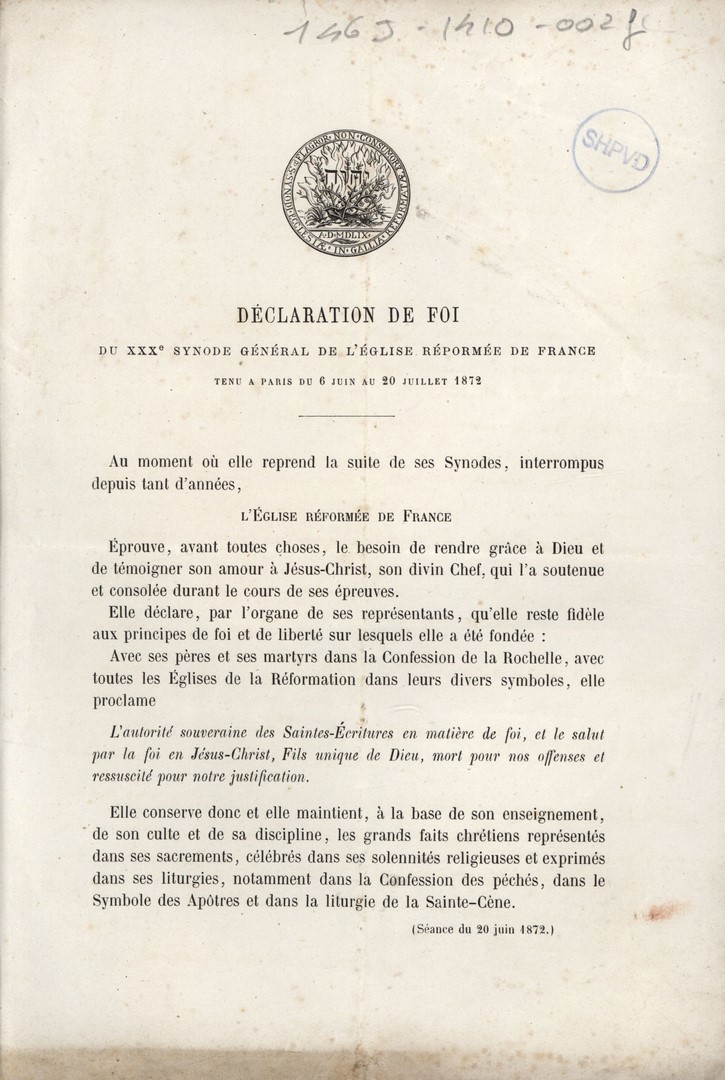 1469-1410-002
SHPVD
SYNODUS
FLAGROR NON CONSUMOR
REFORMATÆ
ECCLESIÆ IN GALLIA
יהוה
A·D·MDLIX
DÉCLARATION DE FOI
DU XXXe SYNODE GÉNÉRAL DE L'ÉGLISE RÉPORMÉE DE FRANCE
TENU A PARIS DU 6 JUIN AU 20 JUILLET 1872
Au moment où elle reprend la suite de ses Synodes, interrompus
depuis tant d'années,
L'ÉGLISE RÉFORMÉE DE FRANCE
Éprouve, avant toutes choses, le besoin de rendre grâce à Dieu et
de témoigner son amour à Jésus-Christ, son divin Chef, qui l'a soutenue
et consolée durant le cours de ses épreuves.
Elle déclare, par l'organe de ses représentants, qu'elle reste fidèle
aux principes de foi et de liberté sur lesquels elle a été fondée :
Avec ses pères et ses martyrs dans la Confession de la Rochelle, avec
toutes les Églises de la Réformation dans leurs divers symboles, elle
proclame
L'autorité souveraine des Saintes-Écritures en matière de foi, et le salut
par la foi en Jésus-Christ, Fils unique de Dieu, mort pour nos offenses et
ressuscité pour notre justification.
Elle conserve donc et elle maintient, à la base de son enseignement,
de son culte et de sa discipline, les grands faits chrétiens représentés
dans ses sacrements, célébrés dans ses solennités religieuses et exprimés
dans ses liturgies, notamment dans la Confession des péchés, dans le
Symbole des Apôtres et dans la liturgie de la Sainte-Cène.
(Séance du 20 juin 1872.)